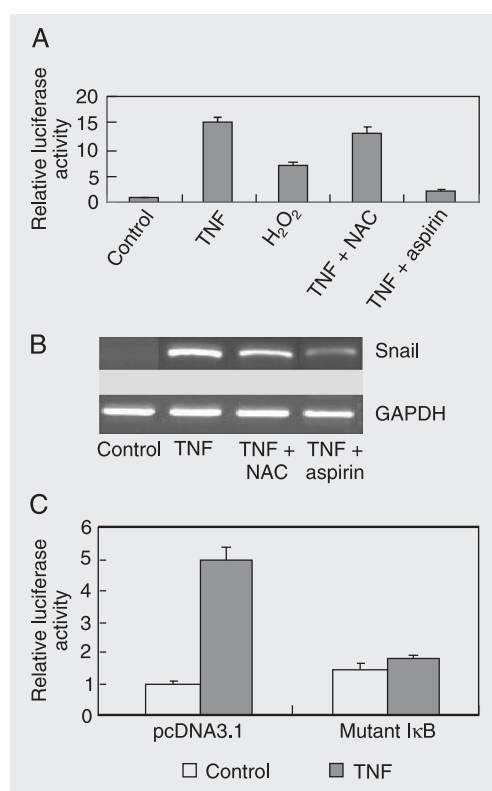 A
Relative luciferase
activity
20
15
10
5
0
Control
TNF
H₂O₂
TNF + NAC
TNF + aspirin
B
Snail
GAPDH
Control TNF TNF + TNF +
NAC aspirin
C
Relative luciferase
activity
6
5
4
3
2
1
0
pcDNA3.1 Mutant IκB
Control TNF